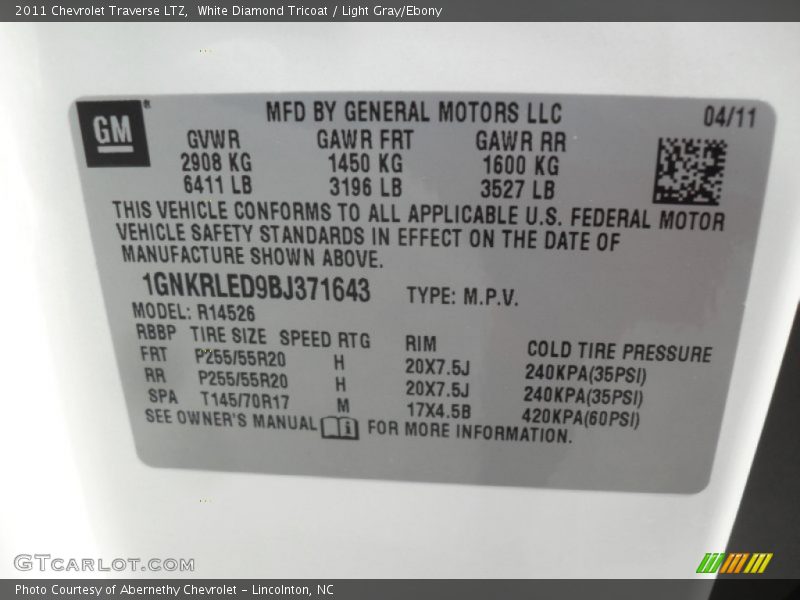 2011 Chevrolet Traverse LTZ, White Diamond Tricoat / Light Gray/Ebony
GM
MFD BY GENERAL MOTORS LLC 04/11
GVWR GAWR FRT GAWR RR
2908 KG 1450 KG 1600 KG
6411 LB 3196 LB 3527 LB
THIS VEHICLE CONFORMS TO ALL APPLICABLE U.S. FEDERAL MOTOR
VEHICLE SAFETY STANDARDS IN EFFECT ON THE DATE OF
MANUFACTURE SHOWN ABOVE.
1GNKRLED9BJ371643 TYPE: M.P.V.
MODEL: R14526
RBBP TIRE SIZE SPEED RTG RIM COLD TIRE PRESSURE
FRT P255/55R20 H 20X7.5J 240KPA(35PSI)
RR P255/55R20 H 20X7.5J 240KPA(35PSI)
SPA T145/70R17 M 17X4.5B 420KPA(60PSI)
SEE OWNER'S MANUAL i FOR MORE INFORMATION.
GTCARLOT.COM
Photo Courtesy of Abernethy Chevrolet - Lincolnton, NC